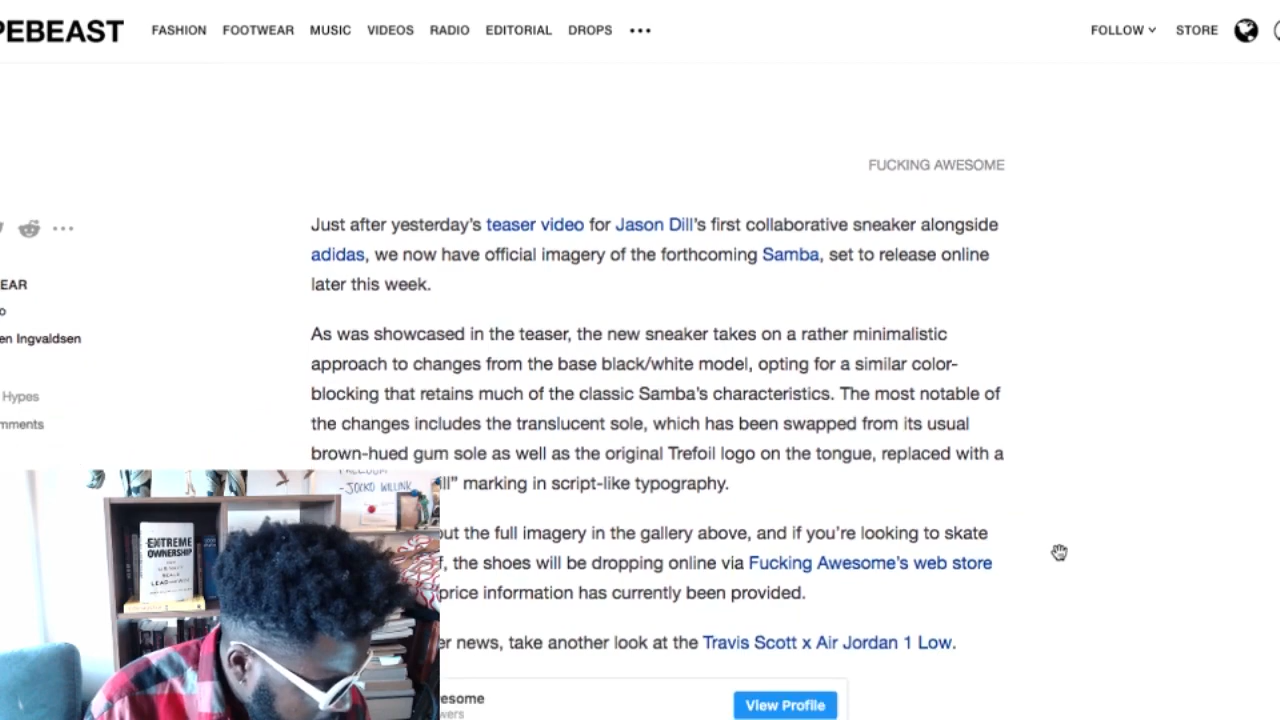 PEBEAST FASHION FOOTWEAR MUSIC VIDEOS RADIO EDITORIAL DROPS ••• FOLLOW STORE
FUCKING AWESOME
Just after yesterday’s teaser video for Jason Dill’s first collaborative sneaker alongside
adidas, we now have official imagery of the forthcoming Samba, set to release online
later this week.
EAR
o
en Ingvaldsen
Hypes
mments
As was showcased in the teaser, the new sneaker takes on a rather minimalistic
approach to changes from the base black/white model, opting for a similar color-
blocking that retains much of the classic Samba’s characteristics. The most notable of
the changes includes the translucent sole, which has been swapped from its usual
brown-hued gum sole as well as the original Trefoil logo on the tongue, replaced with a
ill” marking in script-like typography.
out the full imagery in the gallery above, and if you’re looking to skate
f, the shoes will be dropping online via Fucking Awesome’s web store
price information has currently been provided.
er news, take another look at the Travis Scott x Air Jordan 1 Low.
esome
wers
View Profile
FREEDOM
-JOCKO WILLINK
EXTREME
OWNERSHIP